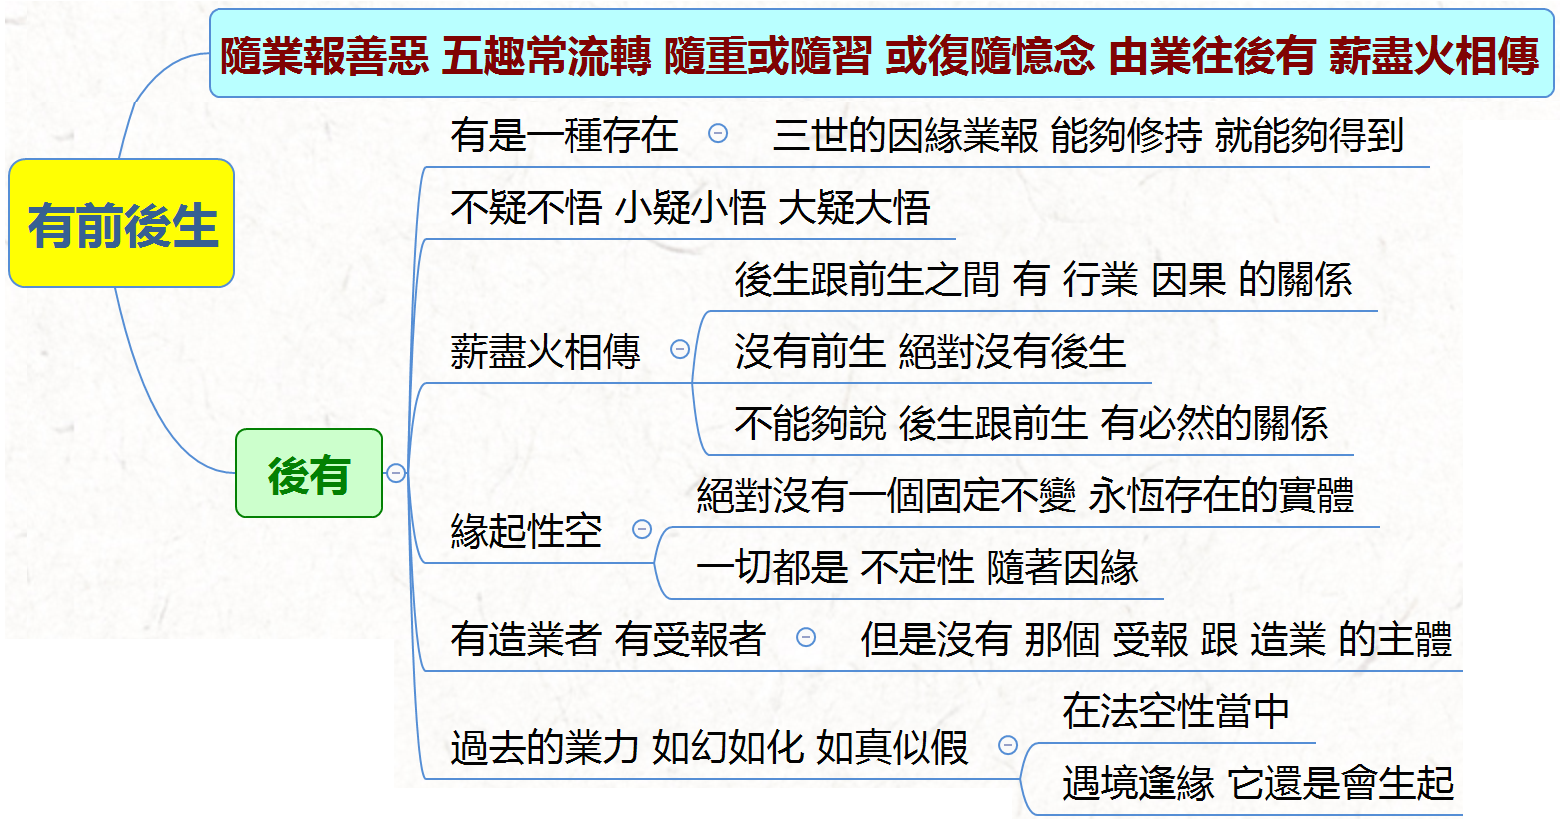 隨業報善惡 五趣常流轉 隨重或隨習 或復隨憶念 由業往後有 薪盡火相傳
有前後生
後有
有是一種存在
三世的因緣業報 能夠修持 就能夠得到
不疑不悟 小疑小悟 大疑大悟
薪盡火相傳
後生跟前生之間 有 行業 因果 的關係
沒有前生 絕對沒有後生
不能夠說 後生跟前生 有必然的關係
緣起性空
絕對沒有一個固定不變 永恆存在的實體
一切都是 不定性 隨著因緣
有造業者 有受報者
但是沒有 那個 受報 跟 造業 的主體
過去的業力 如幻如化 如真似假
在法空性當中
遇境逢緣 它還是會生起